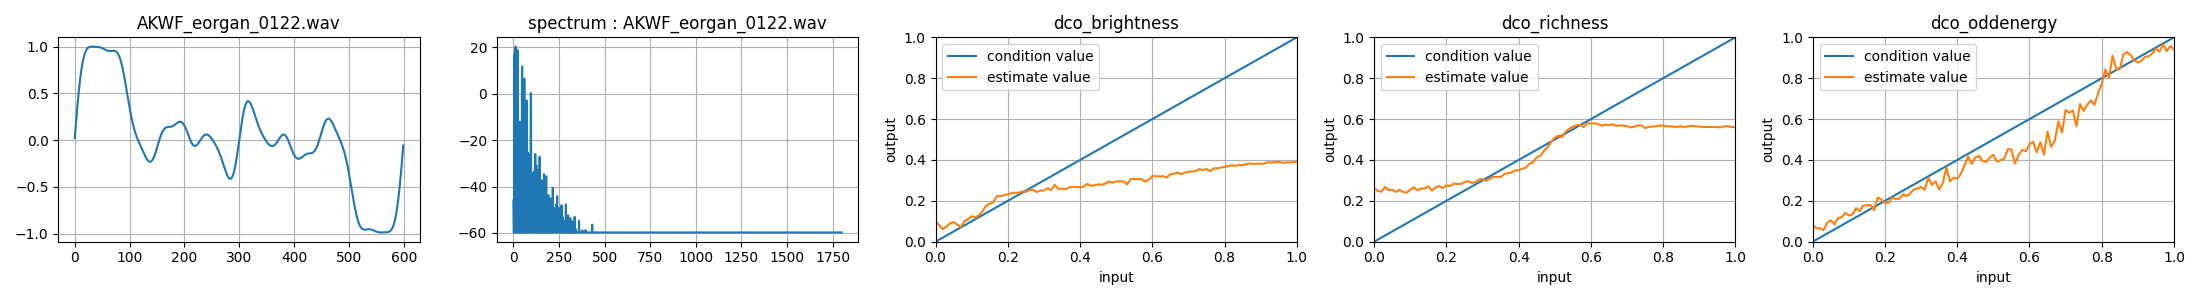 AKWF_eorgan_0122.wav
1.0
0.5
0.0
−0.5
−1.0
0 100 200 300 400 500 600
spectrum : AKWF_eorgan_0122.wav
20
0
−20
−40
−60
0 250 500 750 1000 1250 1500 1750
dco_brightness
condition value
estimate value
output
1.0
0.8
0.6
0.4
0.2
0.0
0.0 0.2 0.4 0.6 0.8 1.0
input
dco_richness
condition value
estimate value
output
1.0
0.8
0.6
0.4
0.2
0.0
0.0 0.2 0.4 0.6 0.8 1.0
input
dco_oddenergy
condition value
estimate value
output
1.0
0.8
0.6
0.4
0.2
0.0
0.0 0.2 0.4 0.6 0.8 1.0
input